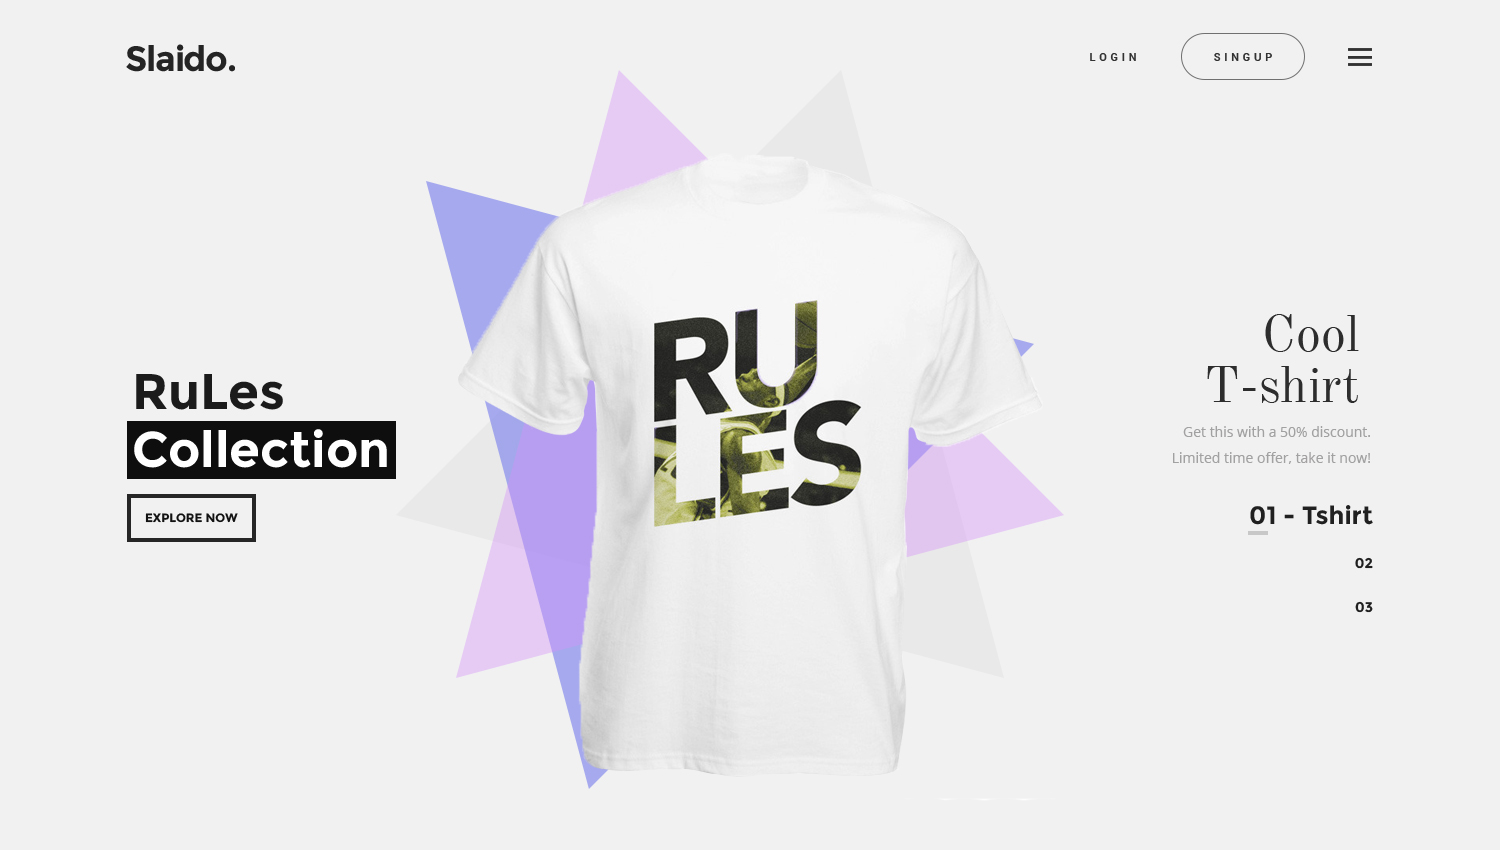 Slaido.
LOGIN
SINGUP
RuLes
Collection
EXPLORE NOW
RU
LES
Cool
T-shirt
Get this with a 50% discount.
Limited time offer, take it now!
01 - Tshirt
02
03